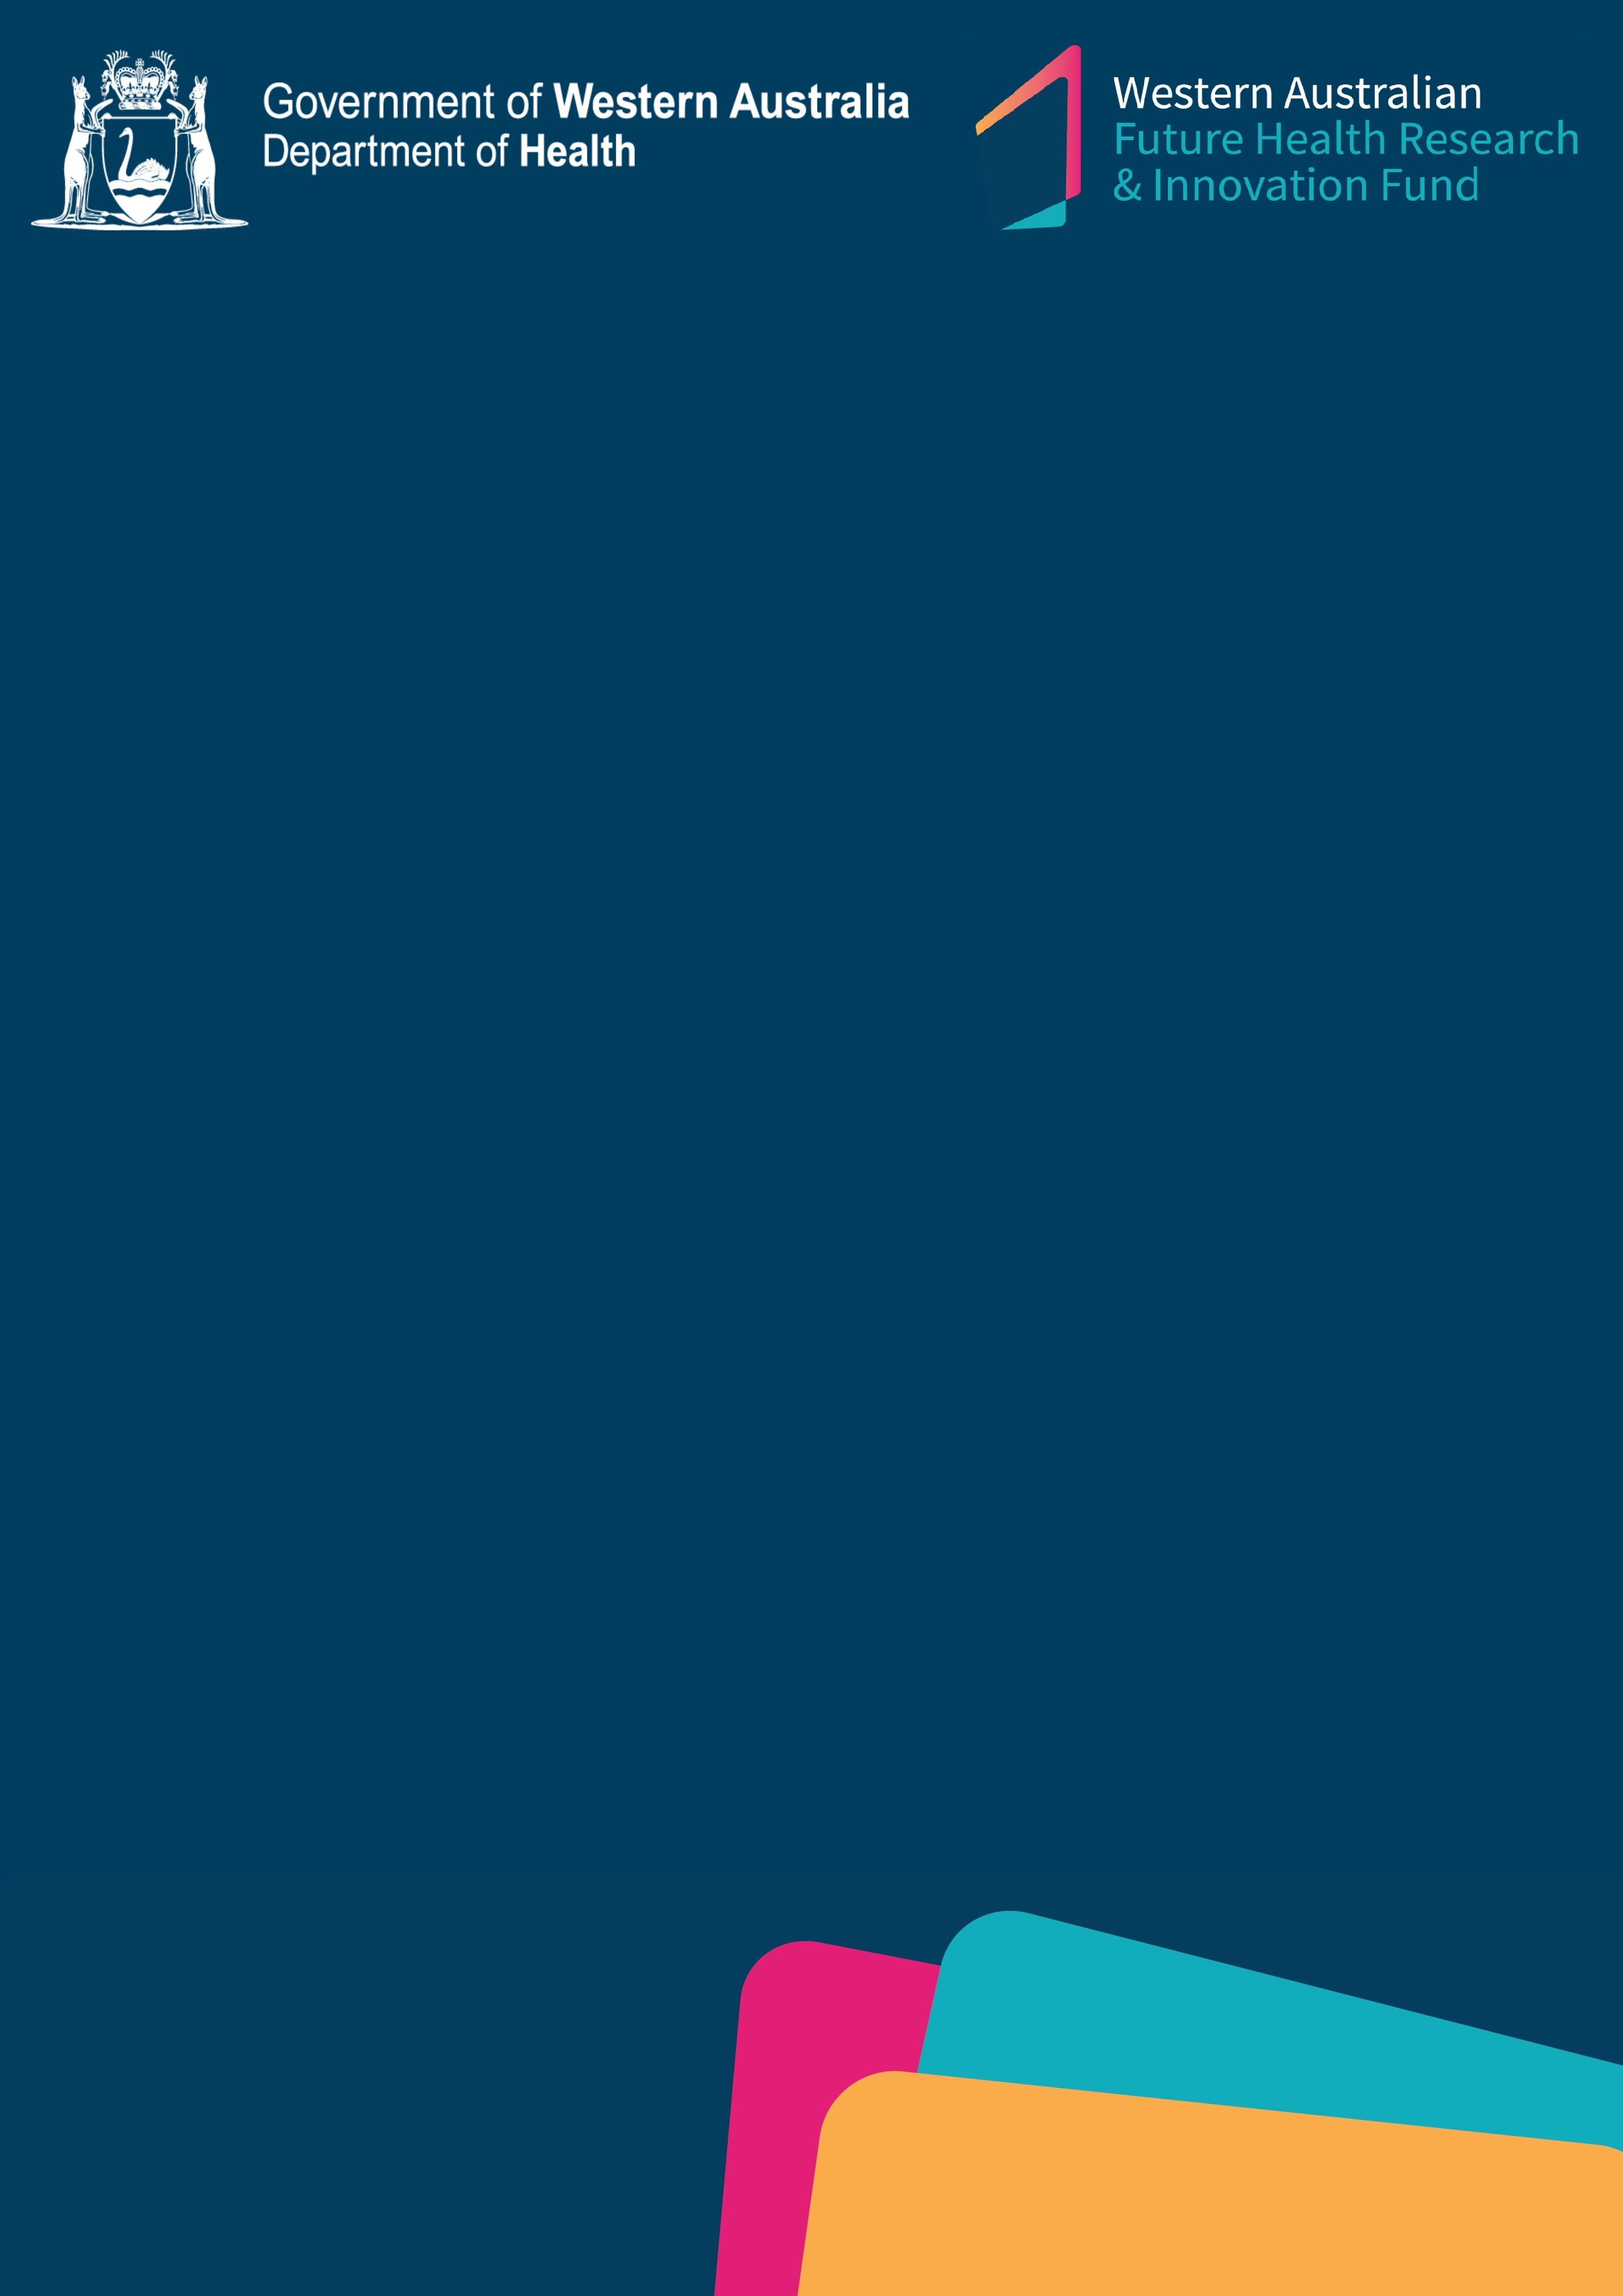 Government of Western Australia
Department of Health
Western Australian
Future Health Research
& Innovation Fund